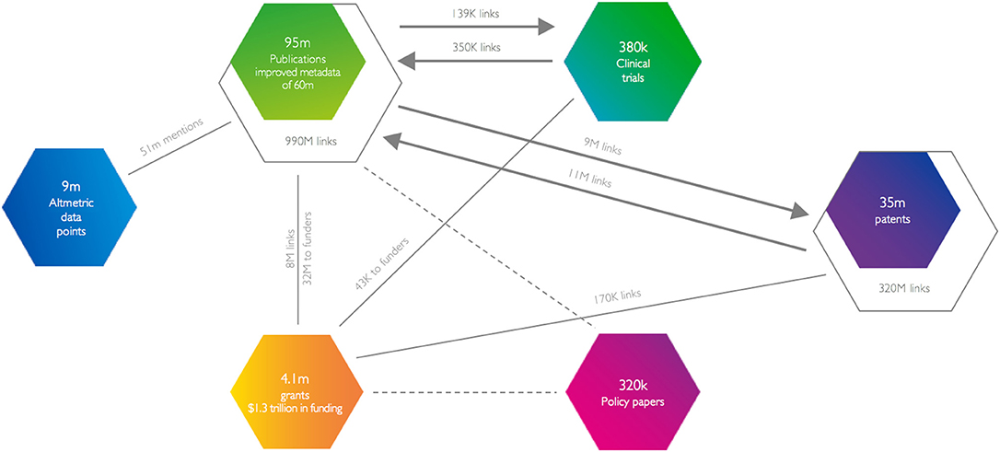 95m
Publications
improved metadata
of 60m
990M links
139K links
350K links
380k
Clinical
trials
51m mentions
9m
Altmetric
data
points
9M links
11M links
35m
patents
320M links
8M links
32M to funders
43K to funders
170K links
4.1m
grants
$1.3 trillion in funding
320k
Policy papers